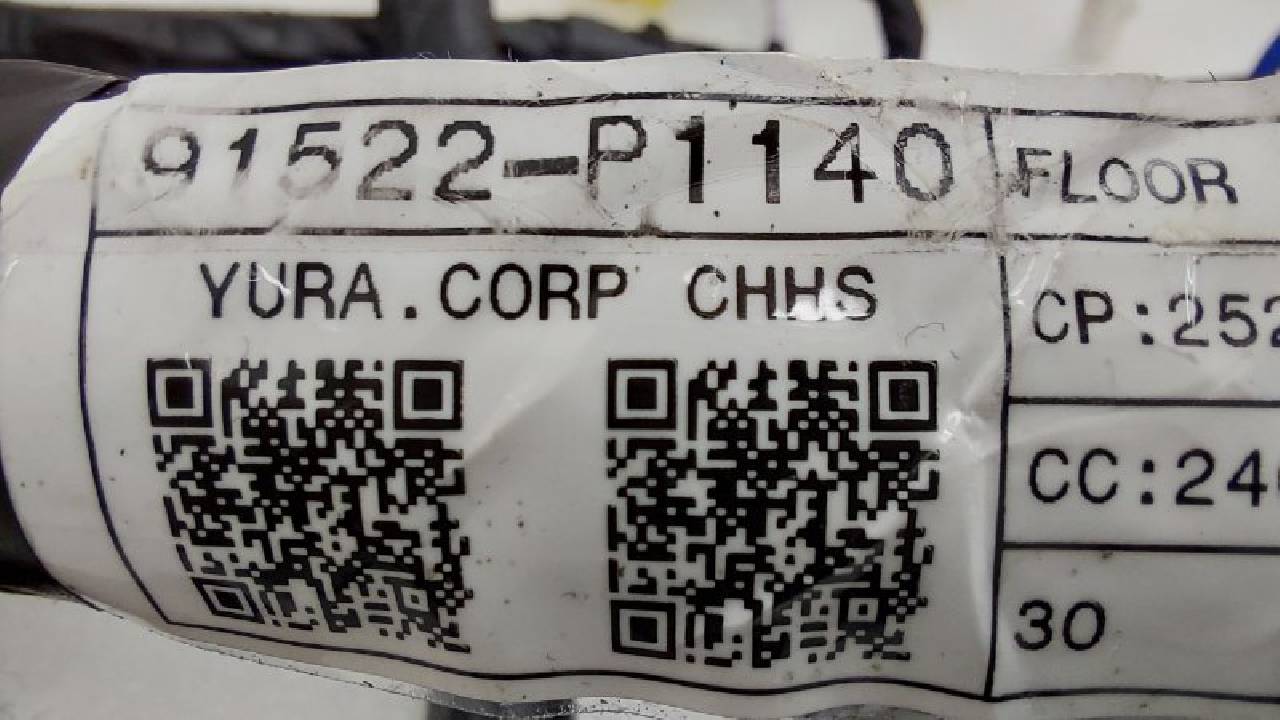 91522-P1140
FLOOR
YURA.CORP CHHS
CP:252
CC:24
30